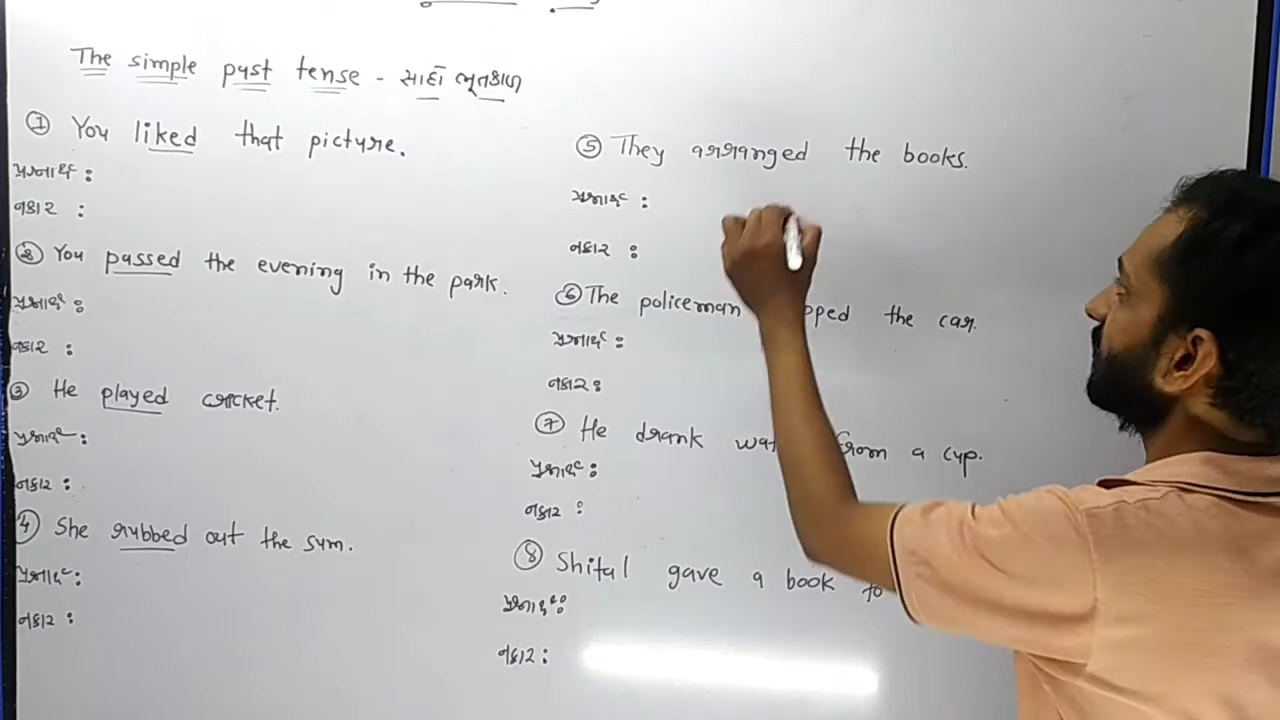 The simple past tense - સાદો ભૂતકાળ
① You liked that picture.
પ્રશ્નાર્થ :
નકાર :
② You passed the evening in the park.
પ્રશ્નાર્થ :
નકાર :
③ He played cricket.
પ્રશ્નાર્થ :
નકાર :
④ She rubbed out the sum.
પ્રશ્નાર્થ :
નકાર :
⑤ They arranged the books.
પ્રશ્નાર્થ :
નકાર :
⑥ The policeman the car.
પ્રશ્નાર્થ :
નકાર :
⑦ He drank from a cup.
પ્રશ્નાર્થ :
નકાર :
⑧ Shital gave a book to
પ્રશ્નાર્થ :
નકાર :